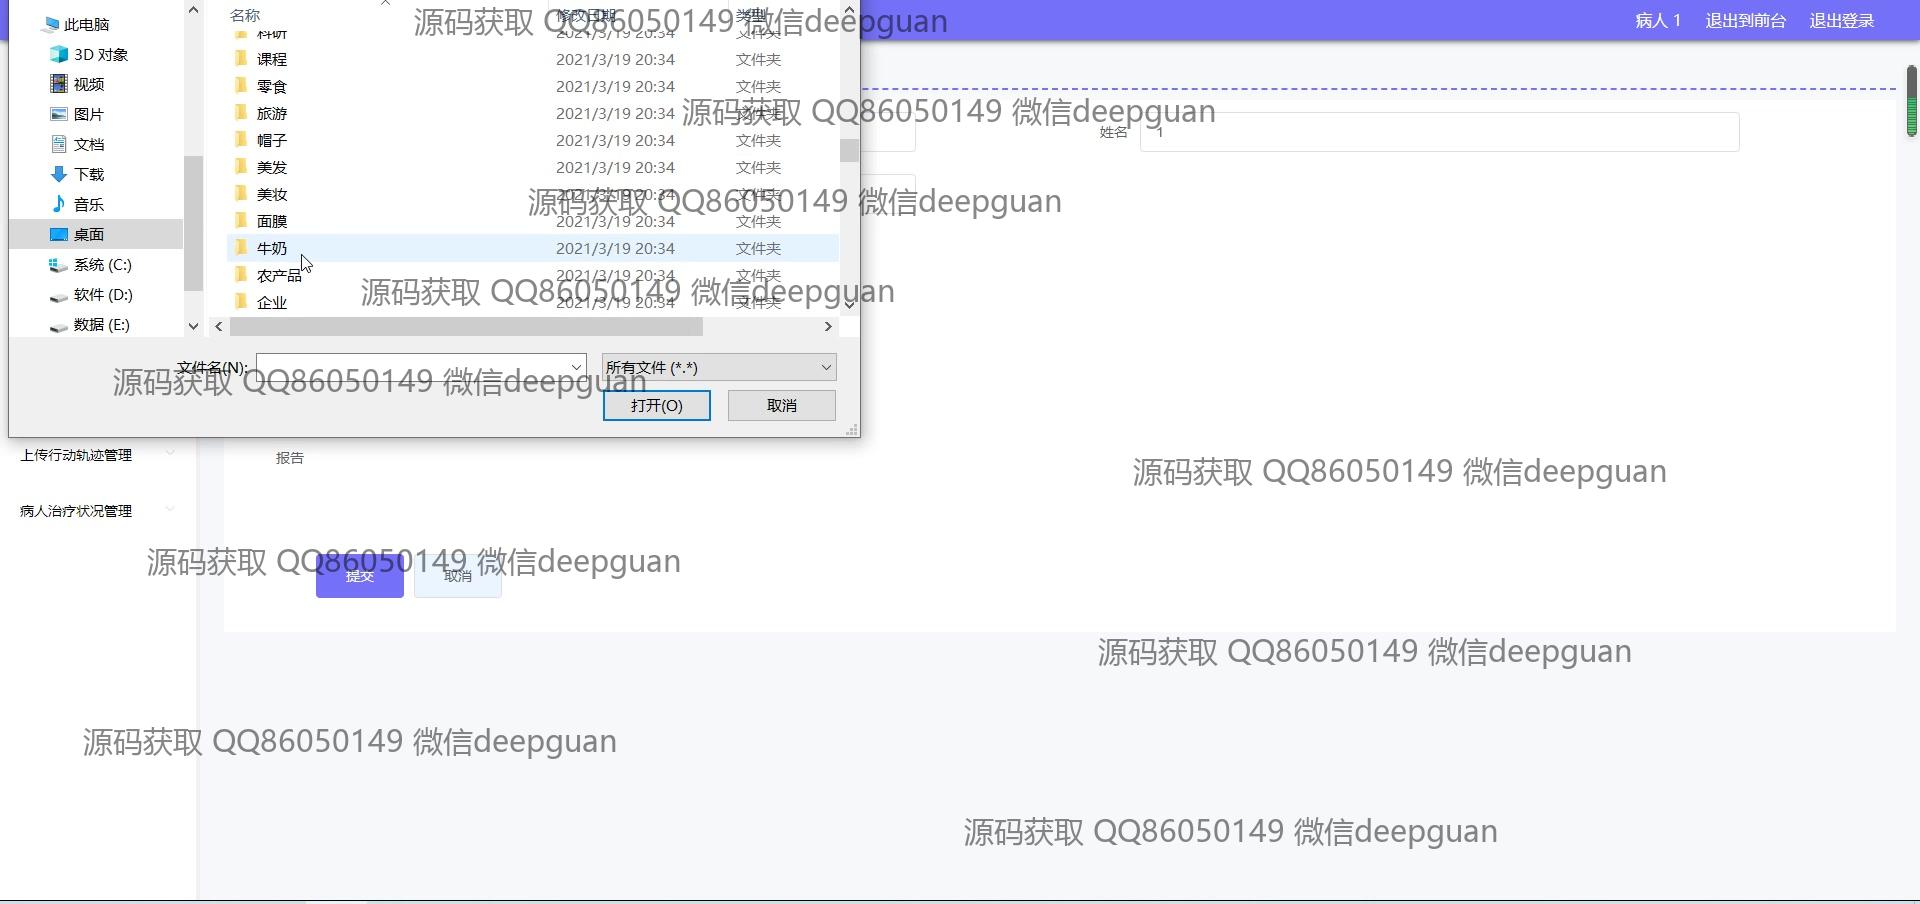 此电脑
3D 对象
视频
图片
文档
下载
音乐
桌面
系统 (C:)
软件 (D:)
数据 (E:)
名称 修改日期 类型
科研 2021/3/19 20:34 文件夹
课程 2021/3/19 20:34 文件夹
零食 2021/3/19 20:34 文件夹
旅游 2021/3/19 20:34 文件夹
帽子 2021/3/19 20:34 文件夹
美发 2021/3/19 20:34 文件夹
美妆 2021/3/19 20:34 文件夹
面膜 2021/3/19 20:34 文件夹
牛奶 2021/3/19 20:34 文件夹
农产品 2021/3/19 20:34 文件夹
企业 2021/3/19 20:34 文件夹
文件名(N): 所有文件 (*.*)
打开(O) 取消
病人 1 退出到前台 退出登录
姓名 1
上传行动轨迹管理
病人治疗状况管理
报告
提交 取消
源码获取 QQ86050149 微信deepguan
源码获取 QQ86050149 微信deepguan
源码获取 QQ86050149 微信deepguan
源码获取 QQ86050149 微信deepguan
源码获取 QQ86050149 微信deepguan
源码获取 QQ86050149 微信deepguan
源码获取 QQ86050149 微信deepguan
源码获取 QQ86050149 微信deepguan
源码获取 QQ86050149 微信deepguan
源码获取 QQ86050149 微信deepguan